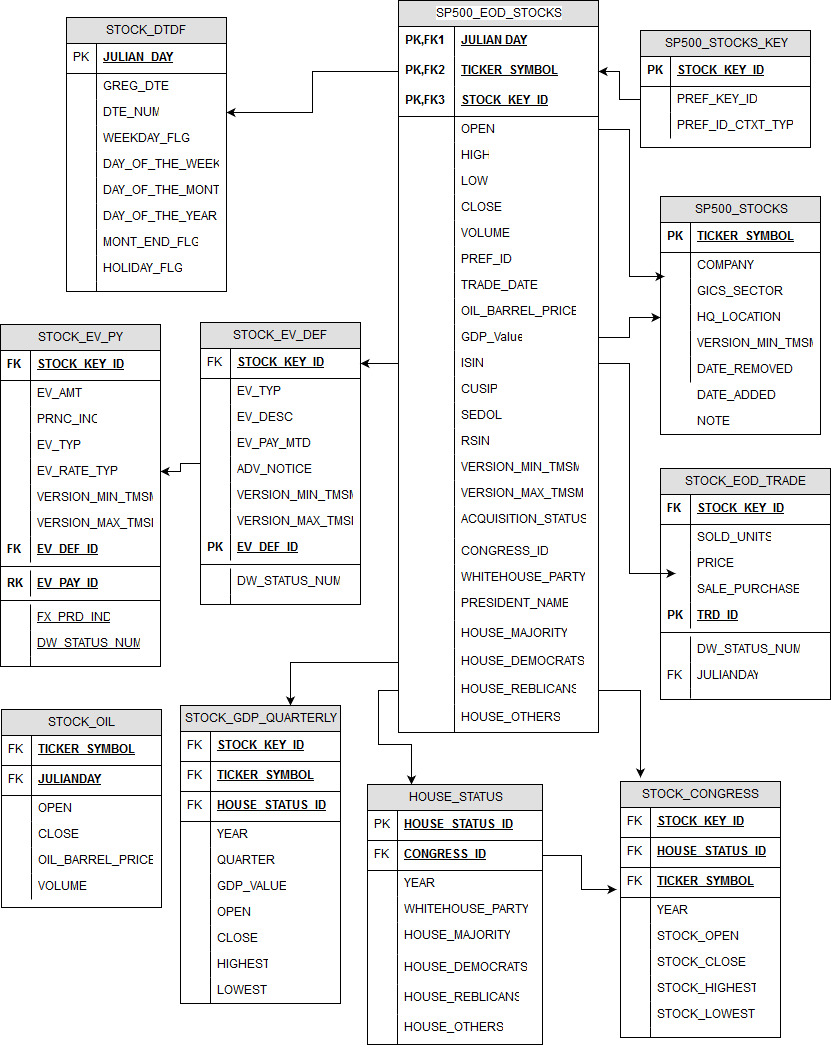 STOCK_DTDF
PK JULIAN_DAY
GREG_DTE
DTE_NUM
WEEKDAY_FLG
DAY_OF_THE_WEEK
DAY_OF_THE_MONT
DAY_OF_THE_YEAR
MONT_END_FLG
HOLIDAY_FLG
SP500_EOD_STOCKS
PK,FK1 JULIAN DAY
PK,FK2 TICKER_SYMBOL
PK,FK3 STOCK_KEY_ID
OPEN
HIGH
LOW
CLOSE
VOLUME
PREF_ID
TRADE_DATE
OIL_BARREL_PRICE
GDP_Value
ISIN
CUSIP
SEDOL
RSIN
VERSION_MIN_TMSM
VERSION_MAX_TMSM
ACQUISITION_STATUS
CONGRESS_ID
WHITEHOUSE_PARTY
PRESIDENT_NAME
HOUSE_MAJORITY
HOUSE_DEMOCRATS
HOUSE_REBLICANS
HOUSE_OTHERS
SP500_STOCKS_KEY
PK STOCK_KEY_ID
PREF_KEY_ID
PREF_ID_CTXT_TYP
SP500_STOCKS
PK TICKER_SYMBOL
COMPANY
GICS_SECTOR
HQ_LOCATION
VERSION_MIN_TMSM
DATE_REMOVED
DATE_ADDED
NOTE
STOCK_EV_PY
FK STOCK_KEY_ID
EV_AMT
PRNC_INC
EV_TYP
EV_RATE_TYP
VERSION_MIN_TMSM
VERSION_MAX_TMSI
FK EV_DEF_ID
RK EV_PAY_ID
FX_PRD_IND
DW_STATUS_NUM
STOCK_EV_DEF
FK STOCK_KEY_ID
EV_TYP
EV_DESC
EV_PAY_MTD
ADV_NOTICE
VERSION_MIN_TMSM
VERSION_MAX_TMSM
PK EV_DEF_ID
DW_STATUS_NUM
STOCK_EOD_TRADE
FK STOCK_KEY_ID
SOLD_UNITS
PRICE
SALE_PURCHASE
PK TRD_ID
DW_STATUS_NUM
FK JULIANDAY
STOCK_OIL
FK TICKER_SYMBOL
FK JULIANDAY
OPEN
CLOSE
OIL_BARREL_PRICE
VOLUME
STOCK_GDP_QUARTERLY
FK STOCK_KEY_ID
FK TICKER_SYMBOL
FK HOUSE_STATUS_ID
YEAR
QUARTER
GDP_VALUE
OPEN
CLOSE
HIGHEST
LOWEST
HOUSE_STATUS
PK HOUSE_STATUS_ID
FK CONGRESS_ID
YEAR
WHITEHOUSE_PARTY
HOUSE_MAJORITY
HOUSE_DEMOCRATS
HOUSE_REBLICANS
HOUSE_OTHERS
STOCK_CONGRESS
FK STOCK_KEY_ID
FK HOUSE_STATUS_ID
FK TICKER_SYMBOL
YEAR
STOCK_OPEN
STOCK_CLOSE
STOCK_HIGHEST
STOCK_LOWEST